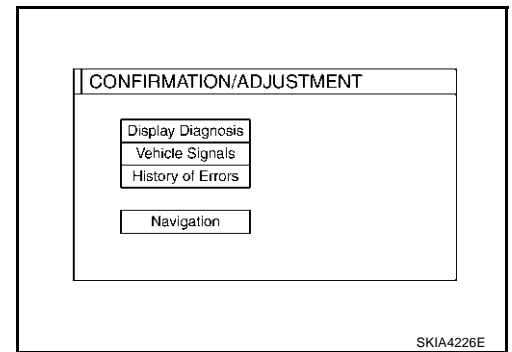 CONFIRMATION/ADJUSTMENT
Display Diagnosis
Vehicle Signals
History of Errors
Navigation
SKIA4226E